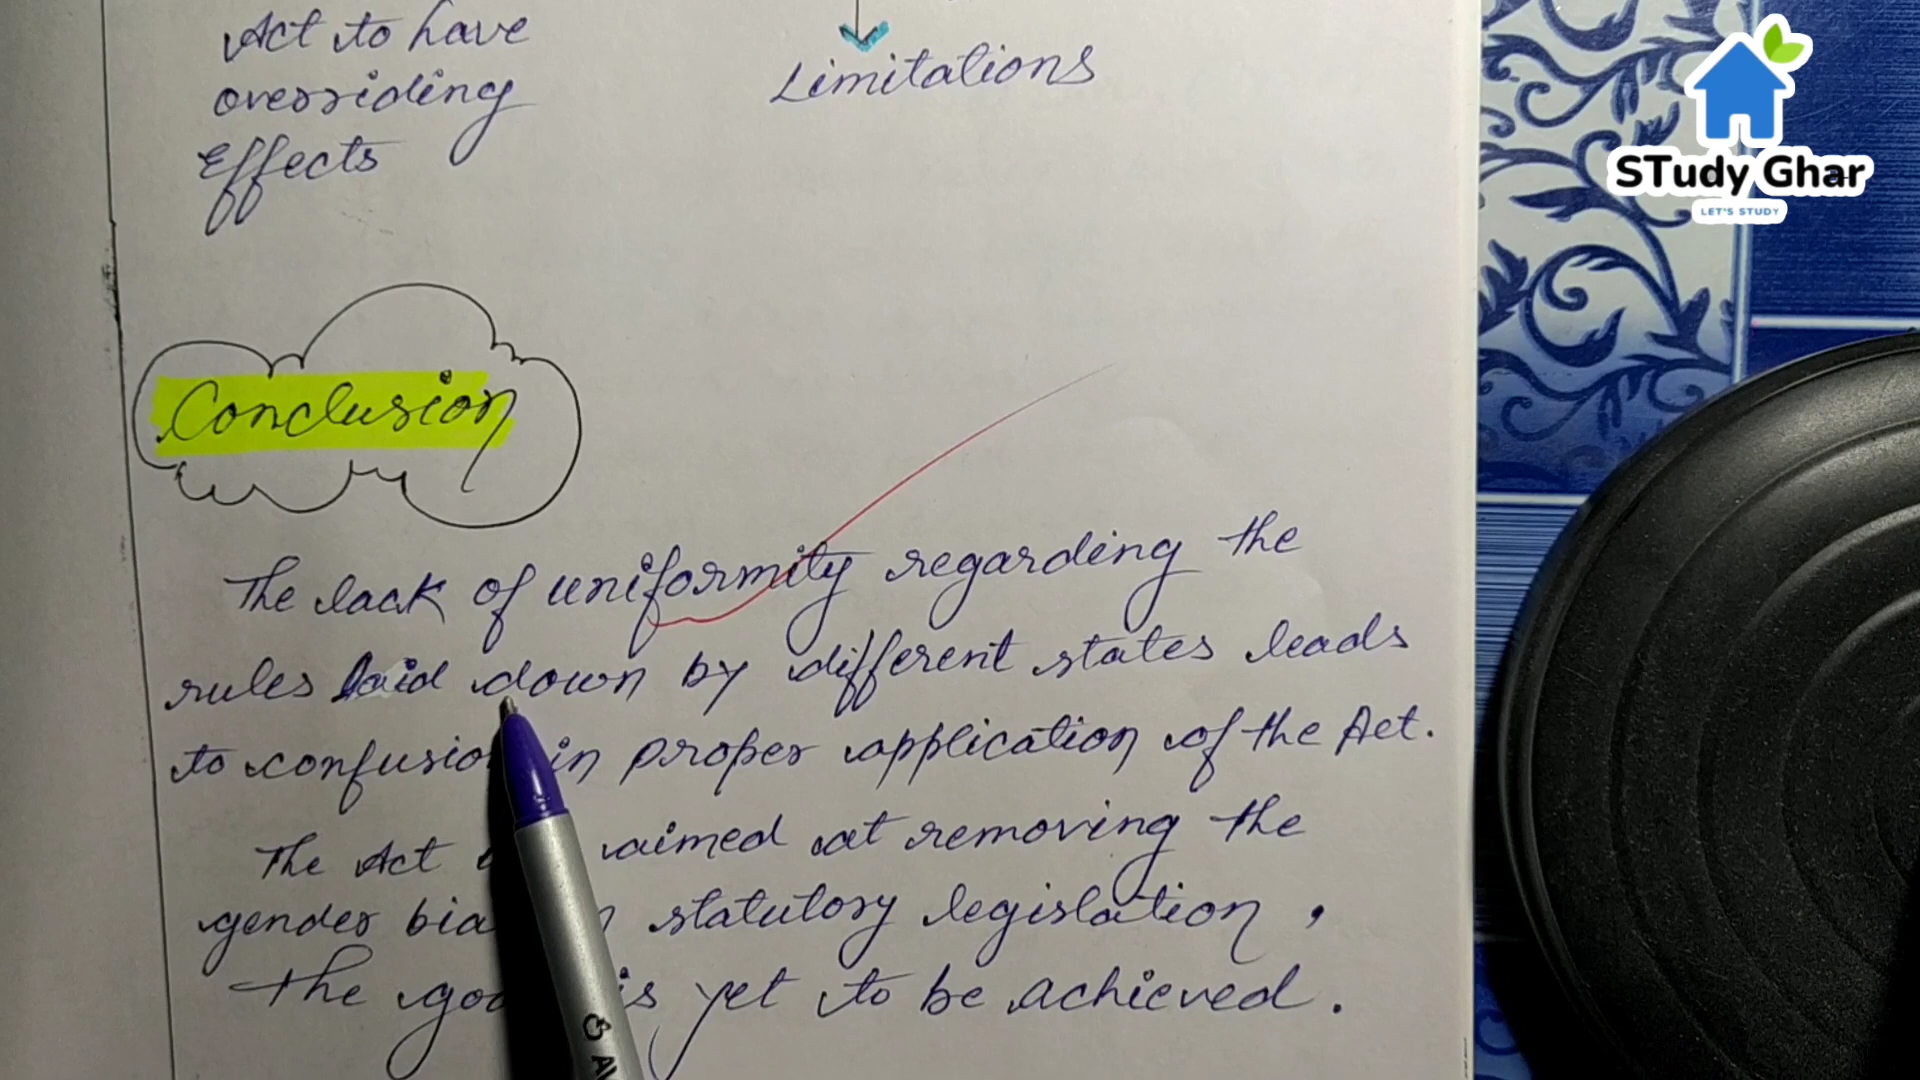 Act to have
overriding
Effects
Limitations
STudy Ghar
LET'S STUDY
Conclusion
The lack of uniformity regarding the
rules laid down by different states leads
to confusion in proper application of the Act.
The Act aimed at removing the
gender statutory legislation,
The is yet to be achieved.